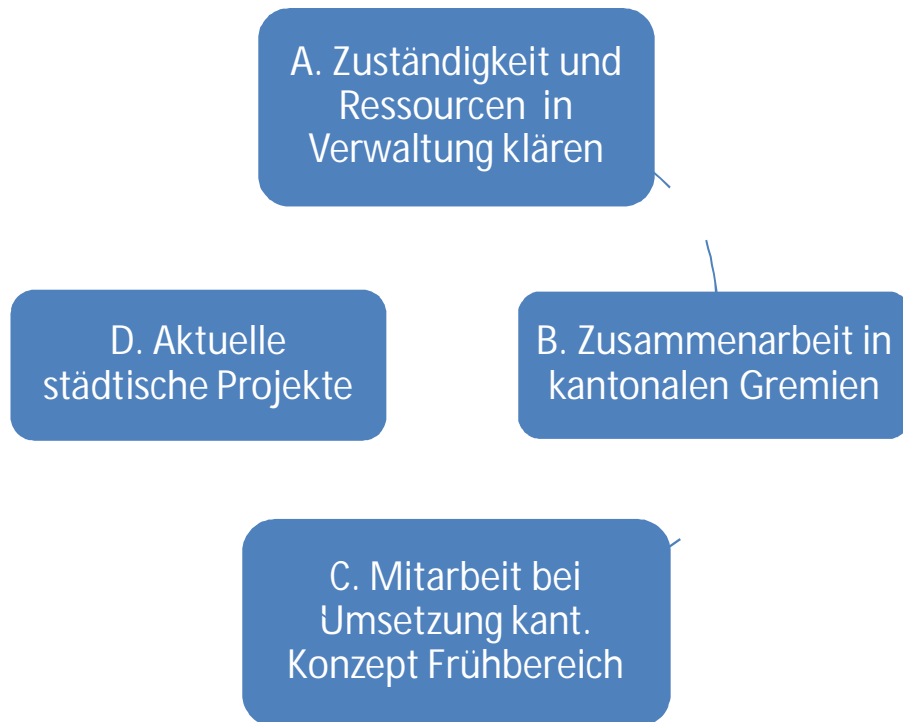 A. Zuständigkeit und
Ressourcen in
Verwaltung klären
B. Zusammenarbeit in
kantonalen Gremien
C. Mitarbeit bei
Umsetzung kant.
Konzept Frühbereich
D. Aktuelle
städtische Projekte